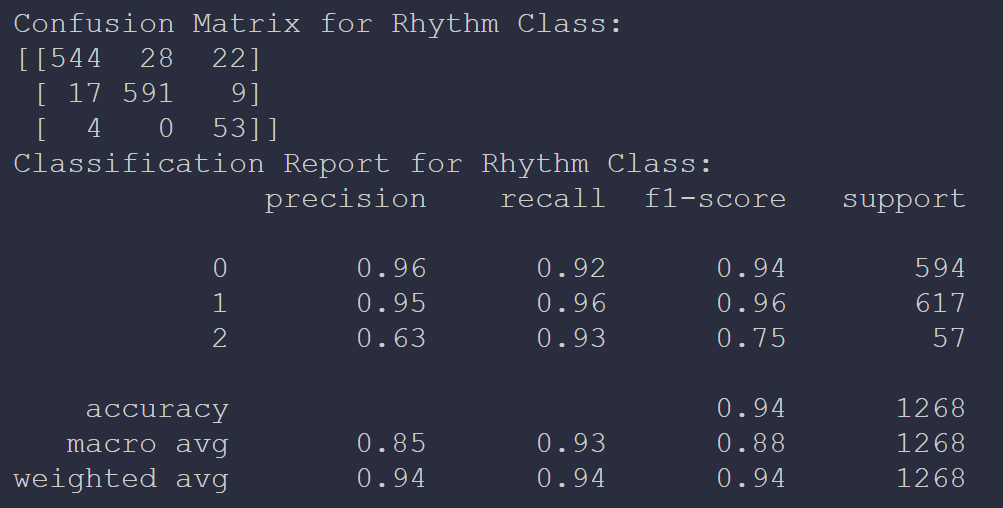 Confusion Matrix for Rhythm Class:
[[544  28  22]
 [ 17 591   9]
 [  4   0  53]]
Classification Report for Rhythm Class:
              precision    recall  f1-score   support

           0       0.96      0.92      0.94       594
           1       0.95      0.96      0.96       617
           2       0.63      0.93      0.75        57

    accuracy                           0.94      1268
   macro avg       0.85      0.93      0.88      1268
weighted avg       0.94      0.94      0.94      1268